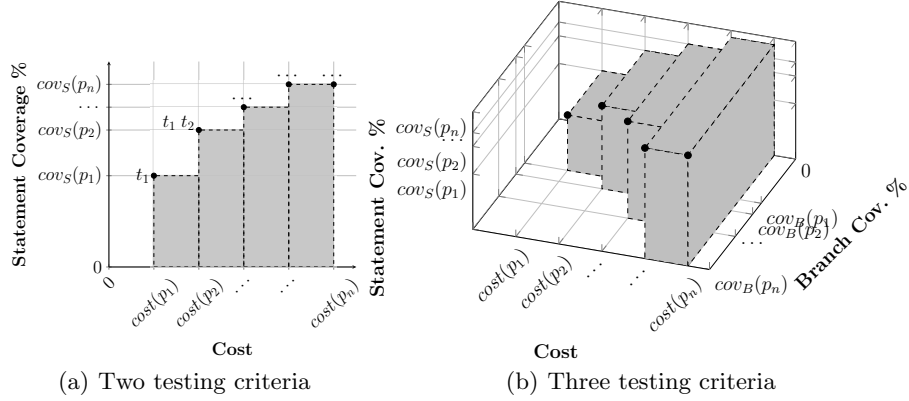 Statement Coverage %
cov_S(p_n)
...
cov_S(p_2)
cov_S(p_1)
0
t_1
t_1 t_2
...
...
...
0
cost(p_1)
cost(p_2)
...
...
cost(p_n)
Cost
(a) Two testing criteria
Statement Cov. %
cov_S(p_n)
...
cov_S(p_2)
cov_S(p_1)
cost(p_1)
cost(p_2)
...
...
cost(p_n)
Cost
0
cov_B(p_1)
cov_B(p_2)
...
cov_B(p_n)
Branch Cov. %
(b) Three testing criteria